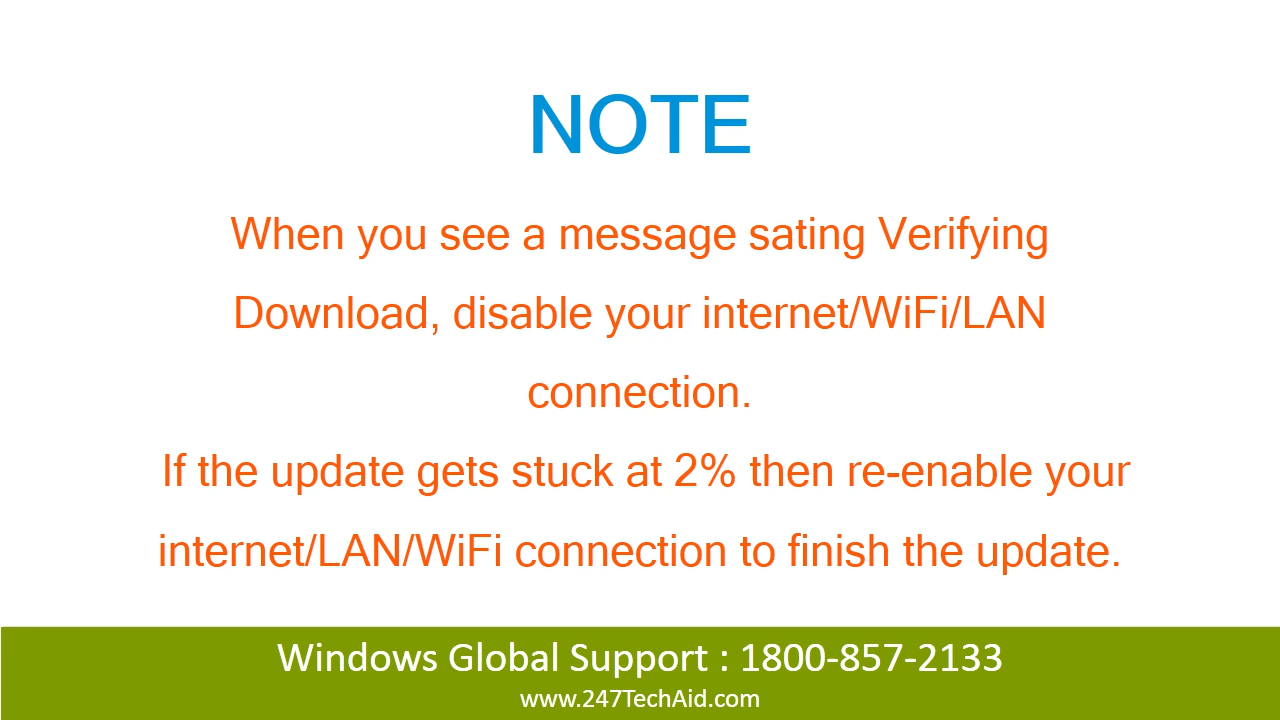 NOTE
When you see a message sating Verifying
Download, disable your internet/WiFi/LAN
connection.
If the update gets stuck at 2% then re-enable your
internet/LAN/WiFi connection to finish the update.
Windows Global Support : 1800-857-2133
www.247TechAid.com